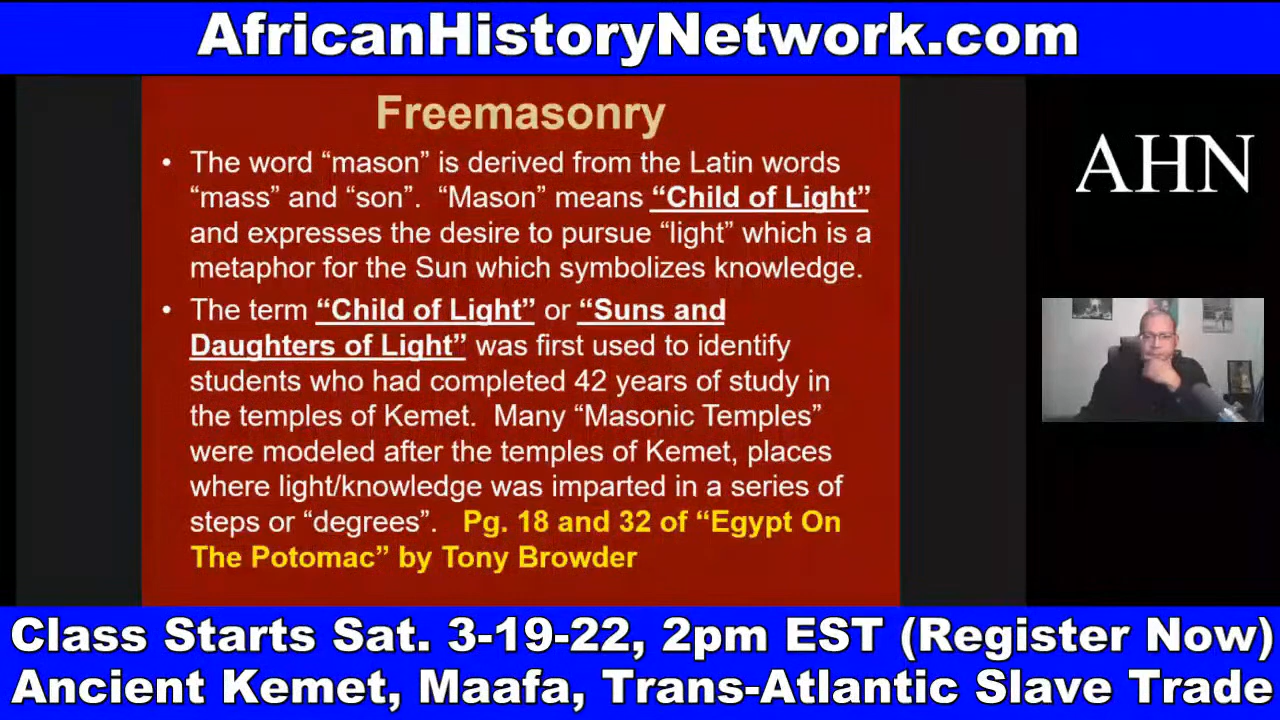 AfricanHistoryNetwork.com
Freemasonry
• The word “mason” is derived from the Latin words
“mass” and “son”. “Mason” means “Child of Light”
and expresses the desire to pursue “light” which is a
metaphor for the Sun which symbolizes knowledge.
• The term “Child of Light” or “Suns and
Daughters of Light” was first used to identify
students who had completed 42 years of study in
the temples of Kemet. Many “Masonic Temples”
were modeled after the temples of Kemet, places
where light/knowledge was imparted in a series of
steps or “degrees”. Pg. 18 and 32 of “Egypt On
The Potomac” by Tony Browder
AHN
Class Starts Sat. 3-19-22, 2pm EST (Register Now)
Ancient Kemet, Maafa, Trans-Atlantic Slave Trade